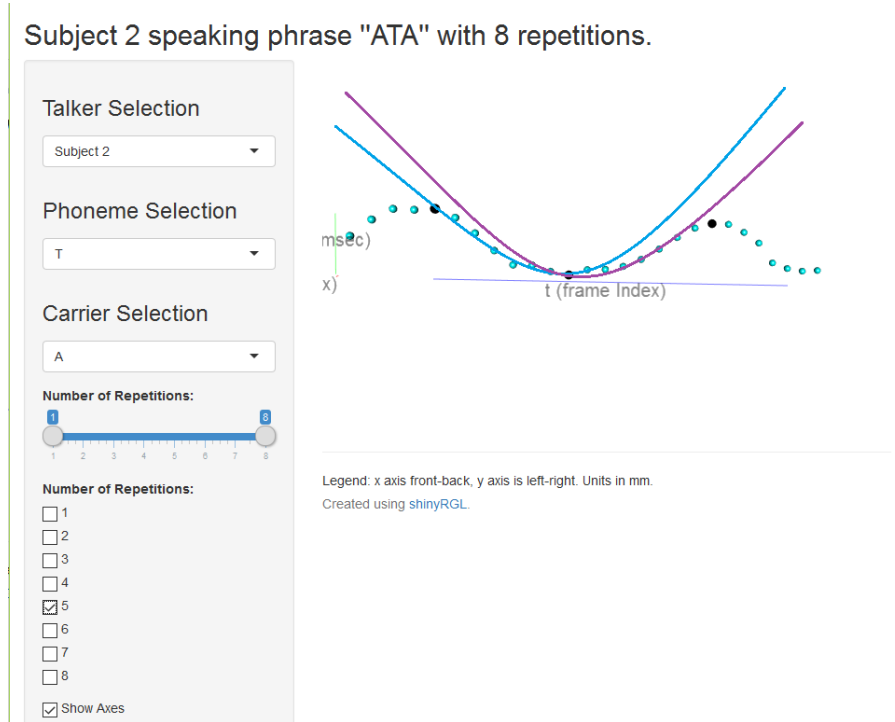 Subject 2 speaking phrase "ATA" with 8 repetitions.
Talker Selection
Subject 2
Phoneme Selection
T
Carrier Selection
A
Number of Repetitions:
1 8
1 2 3 4 5 6 7 8
Number of Repetitions:
1
2
3
4
5
6
7
8
Show Axes
msec)
x)
t (frame Index)
Legend: x axis front-back, y axis is left-right. Units in mm.
Created using shinyRGL.